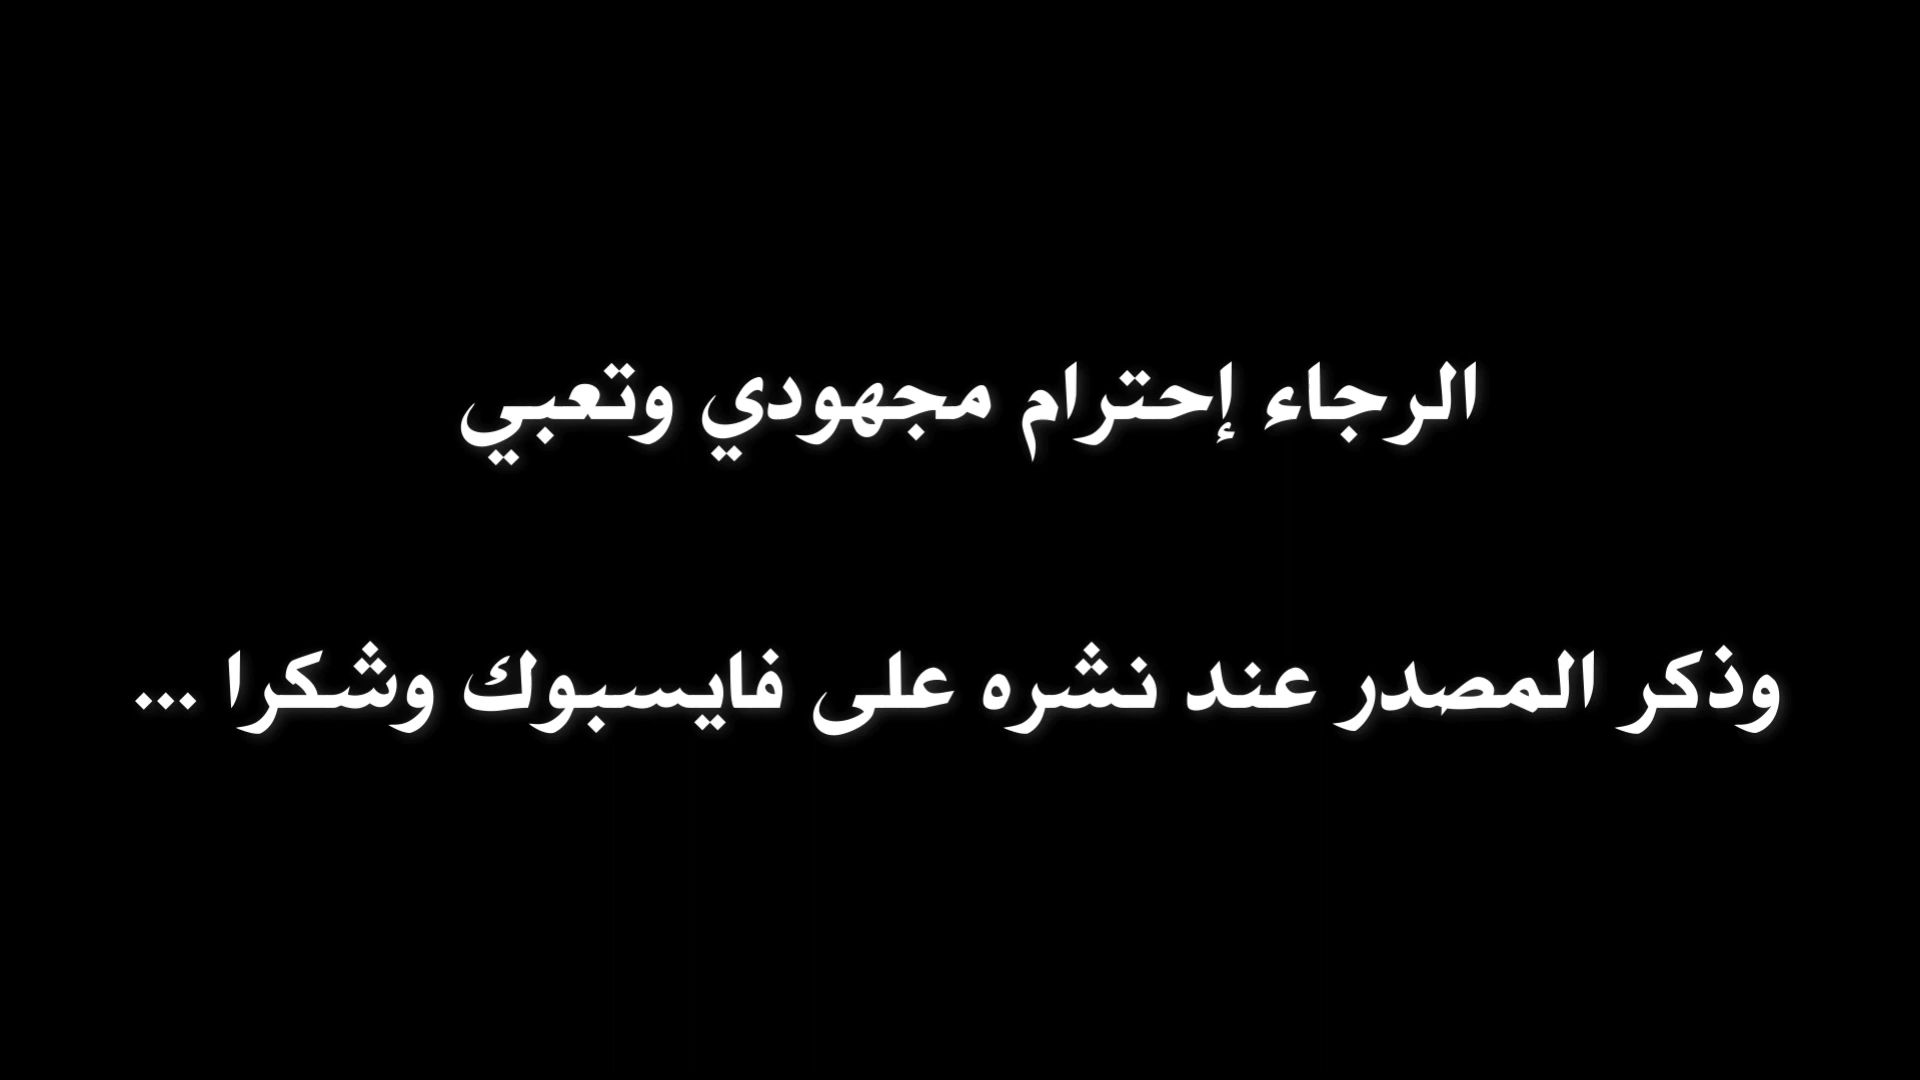 الرجاء إحترام مجهودي وتعبي
وذكر المصدر عند نشره على فايسبوك وشكرا ...